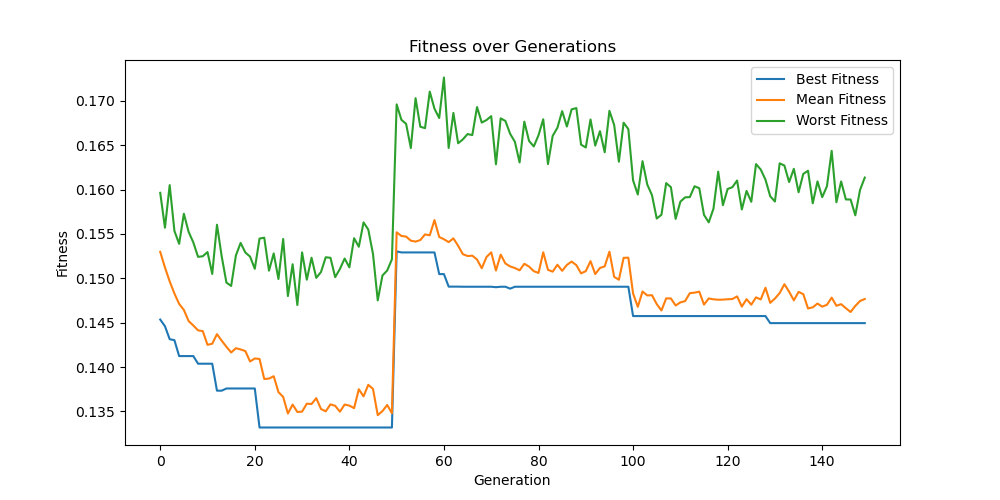 Fitness over Generations
Best Fitness
Mean Fitness
Worst Fitness
Fitness
0.170
0.165
0.160
0.155
0.150
0.145
0.140
0.135
0 20 40 60 80 100 120 140
Generation